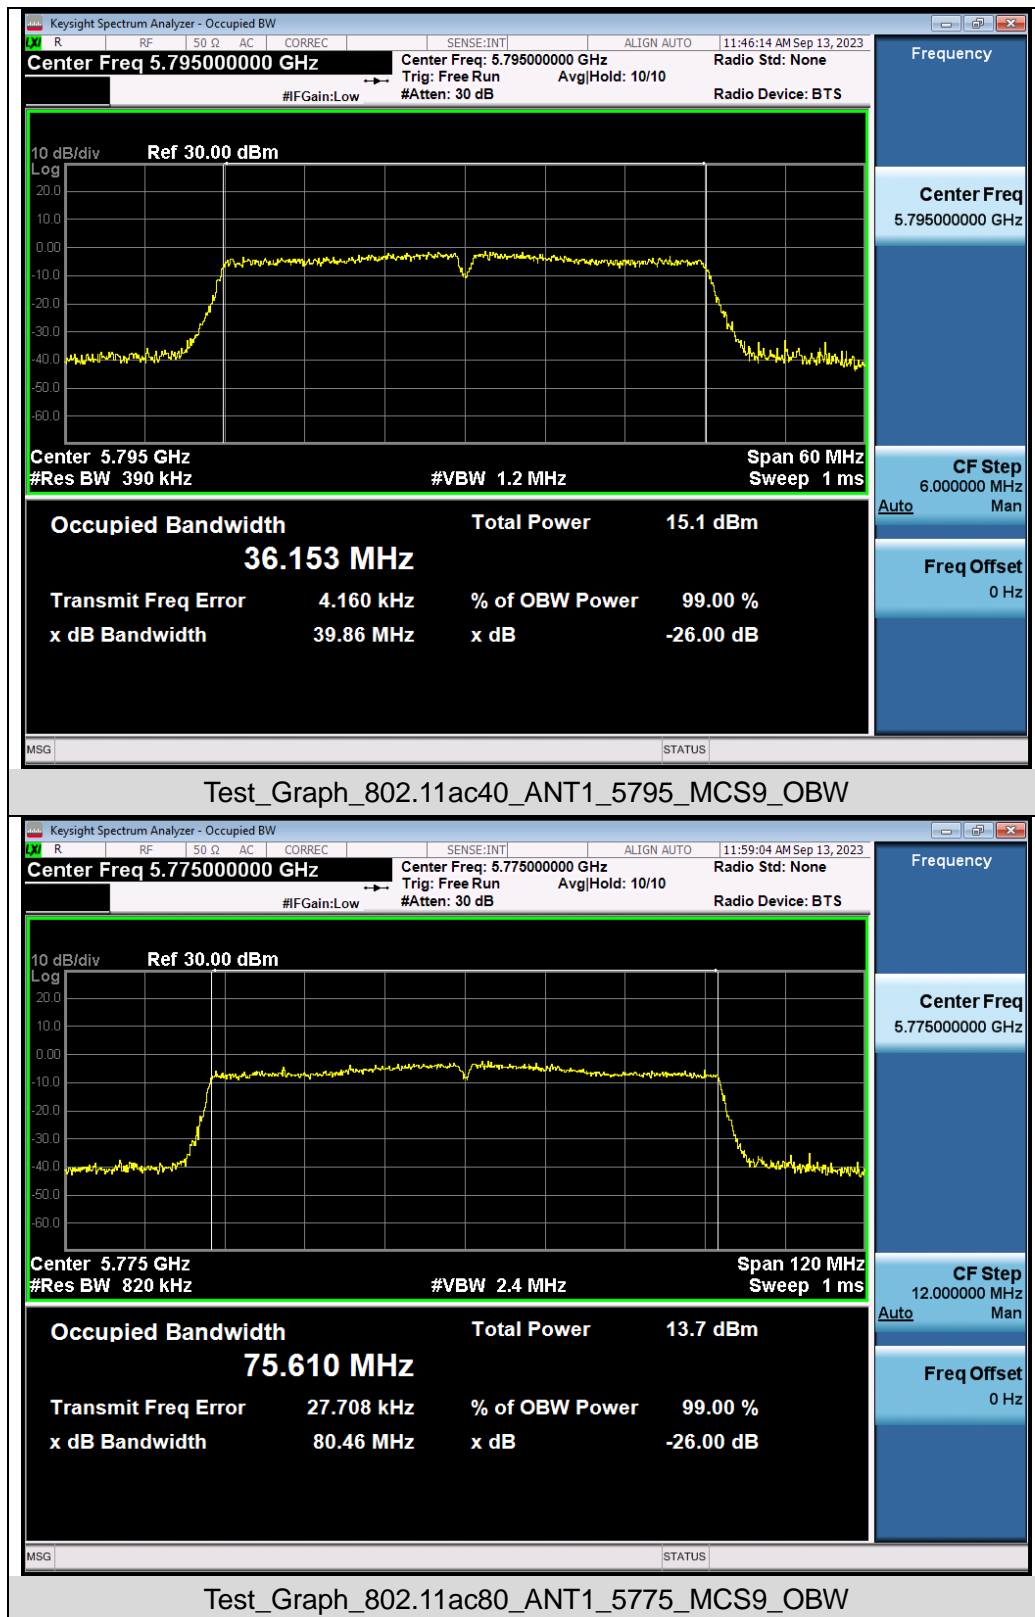 Keysight Spectrum Analyzer - Occupied BW
LXI R RF 50 Ω AC CORREC SENSE:INT ALIGN AUTO 11:46:14 AM Sep 13, 2023
Center Freq 5.795000000 GHz
Center Freq: 5.795000000 GHz
Radio Std: None
Trig: Free Run Avg|Hold: 10/10
#IFGain:Low
#Atten: 30 dB
Radio Device: BTS
10 dB/div Ref 30.00 dBm
Log
20.0
10.0
0.00
-10.0
-20.0
-30.0
-40.0
-50.0
-60.0
Center 5.795 GHz
Span 60 MHz
#Res BW 390 kHz
#VBW 1.2 MHz
Sweep 1 ms
Occupied Bandwidth
Total Power 15.1 dBm
36.153 MHz
Transmit Freq Error 4.160 kHz
% of OBW Power 99.00 %
x dB Bandwidth 39.86 MHz
x dB -26.00 dB
MSG
STATUS
Frequency
Center Freq
5.795000000 GHz
CF Step
6.000000 MHz
Auto Man
Freq Offset
0 Hz
Test_Graph_802.11ac40_ANT1_5795_MCS9_OBW
Keysight Spectrum Analyzer - Occupied BW
LXI R RF 50 Ω AC CORREC SENSE:INT ALIGN AUTO 11:59:04 AM Sep 13, 2023
Center Freq 5.775000000 GHz
Center Freq: 5.775000000 GHz
Radio Std: None
Trig: Free Run Avg|Hold: 10/10
#IFGain:Low
#Atten: 30 dB
Radio Device: BTS
10 dB/div Ref 30.00 dBm
Log
20.0
10.0
0.00
-10.0
-20.0
-30.0
-40.0
-50.0
-60.0
Center 5.775 GHz
Span 120 MHz
#Res BW 820 kHz
#VBW 2.4 MHz
Sweep 1 ms
Occupied Bandwidth
Total Power 13.7 dBm
75.610 MHz
Transmit Freq Error 27.708 kHz
% of OBW Power 99.00 %
x dB Bandwidth 80.46 MHz
x dB -26.00 dB
MSG
STATUS
Frequency
Center Freq
5.775000000 GHz
CF Step
12.000000 MHz
Auto Man
Freq Offset
0 Hz
Test_Graph_802.11ac80_ANT1_5775_MCS9_OBW